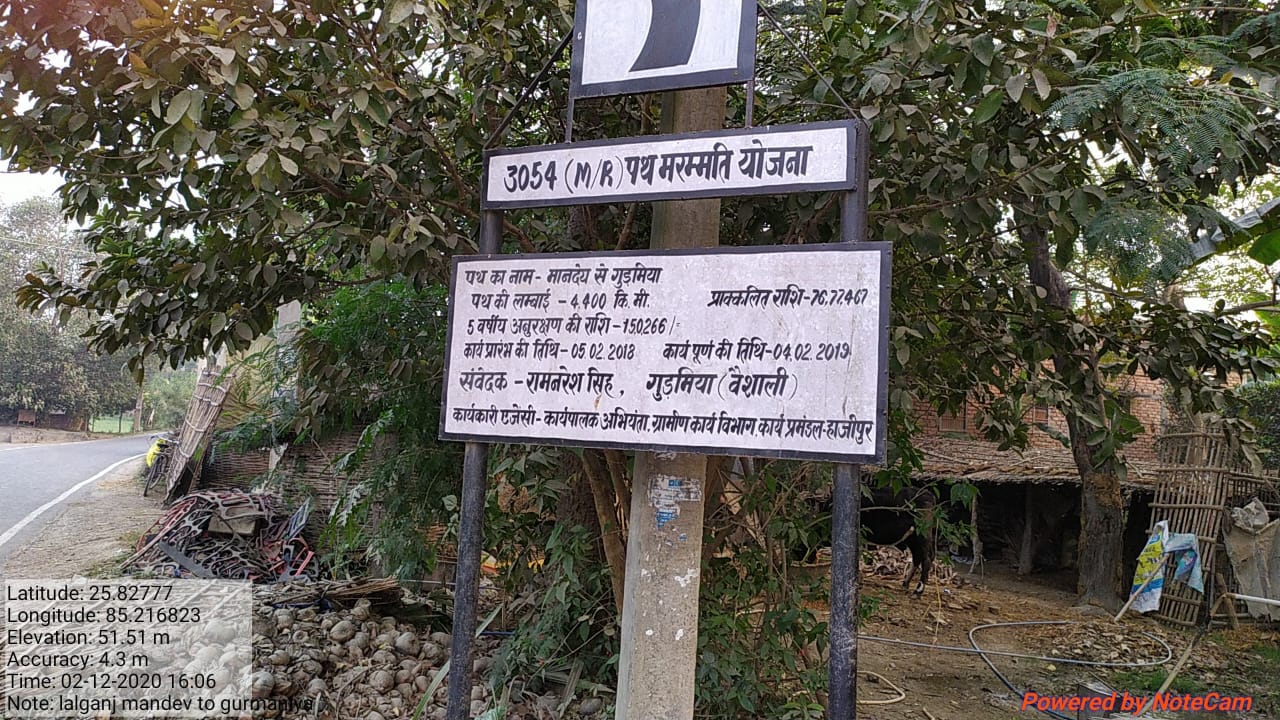 3054 (M/R) पथ मरम्मति योजना
पथ का नाम - मानदेय से गुड़मिया
पथ की लम्बाई - 4.400 कि.मी. प्राक्कलित राशि-76,77,467
5 वर्षीय अनुरक्षण की राशि - 150266/-
कार्य प्रारंभ की तिथि - 05.02.2018 कार्य पूर्ण की तिथि-04.02.2019
संवेदक - रामनरेश सिंह, गुड़मिया (वैशाली)
कार्यकारी एजेंसी- कार्यपालक अभियंता, ग्रामीण कार्य विभाग, कार्य प्रमंडल-हाजीपुर
Latitude: 25.82777
Longitude: 85.216823
Elevation: 51.51 m
Accuracy: 4.3 m
Time: 02-12-2020 16:06
Note: lalganj mandev to gurmaniya
Powered by NoteCam